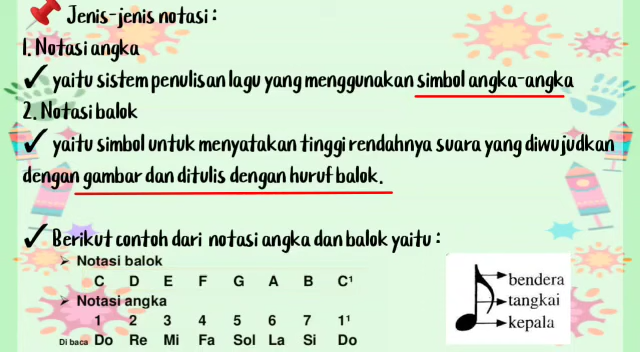 Jenis-jenis notasi :
1. Notasi angka
✓ yaitu sistem penulisan lagu yang menggunakan simbol angka-angka
2. Notasi balok
✓ yaitu simbol untuk menyatakan tinggi rendahnya suara yang diwujudkan
dengan gambar dan ditulis dengan huruf balok.
✓ Berikut contoh dari notasi angka dan balok yaitu :
➢ Notasi balok
C D E F G A B C¹
➢ Notasi angka
1 2 3 4 5 6 7 1¹
Di baca Do Re Mi Fa Sol La Si Do
bendera
tangkai
kepala